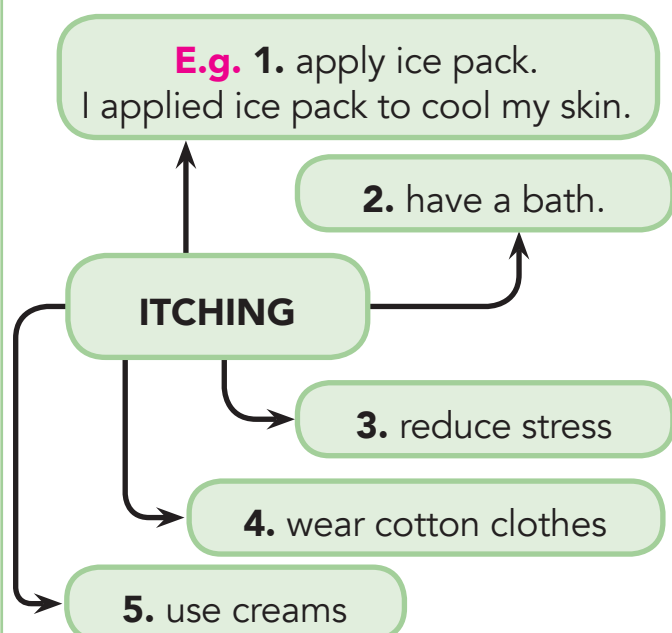 E.g. 1. apply ice pack.
I applied ice pack to cool my skin.
2. have a bath.
ITCHING
3. reduce stress
4. wear cotton clothes
5. use creams